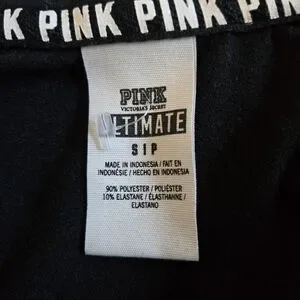 K PINK PINK PINK
PINK
VICTORIA'S SECRET
ULTIMATE
S I P
MADE IN INDONESIA / FAIT EN
INDONÉSIE / HECHO EN INDONESIA
90% POLYESTER / POLIÉSTER
10% ELASTANE / ÉLASTHANNE /
ELASTANO